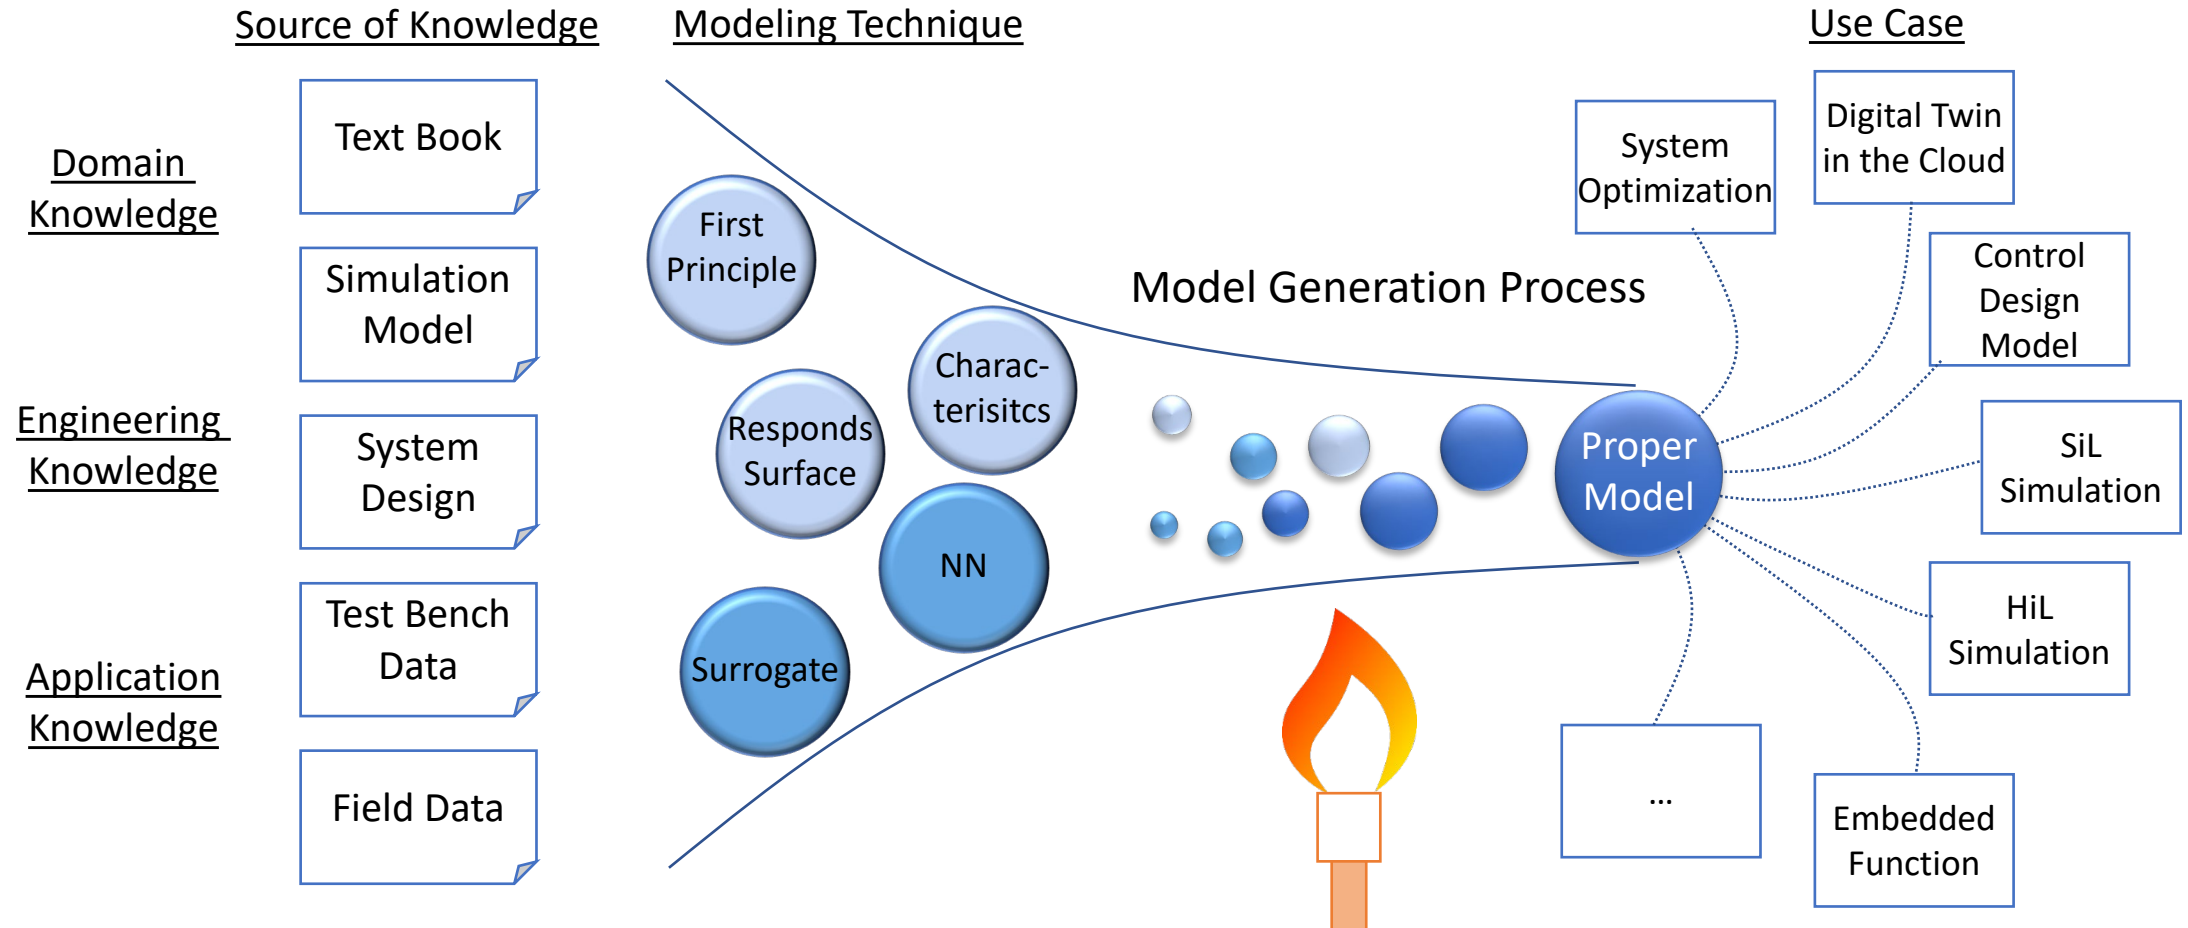 Source of Knowledge
Modeling Technique
Use Case
Domain
Knowledge
Engineering
Knowledge
Application
Knowledge
Text Book
Simulation
Model
System
Design
Test Bench
Data
Field Data
First
Principle
Charac-
terisitcs
Responds
Surface
NN
Surrogate
Model Generation Process
Proper
Model
System
Optimization
Digital Twin
in the Cloud
Control
Design
Model
SiL
Simulation
HiL
Simulation
Embedded
Function
...